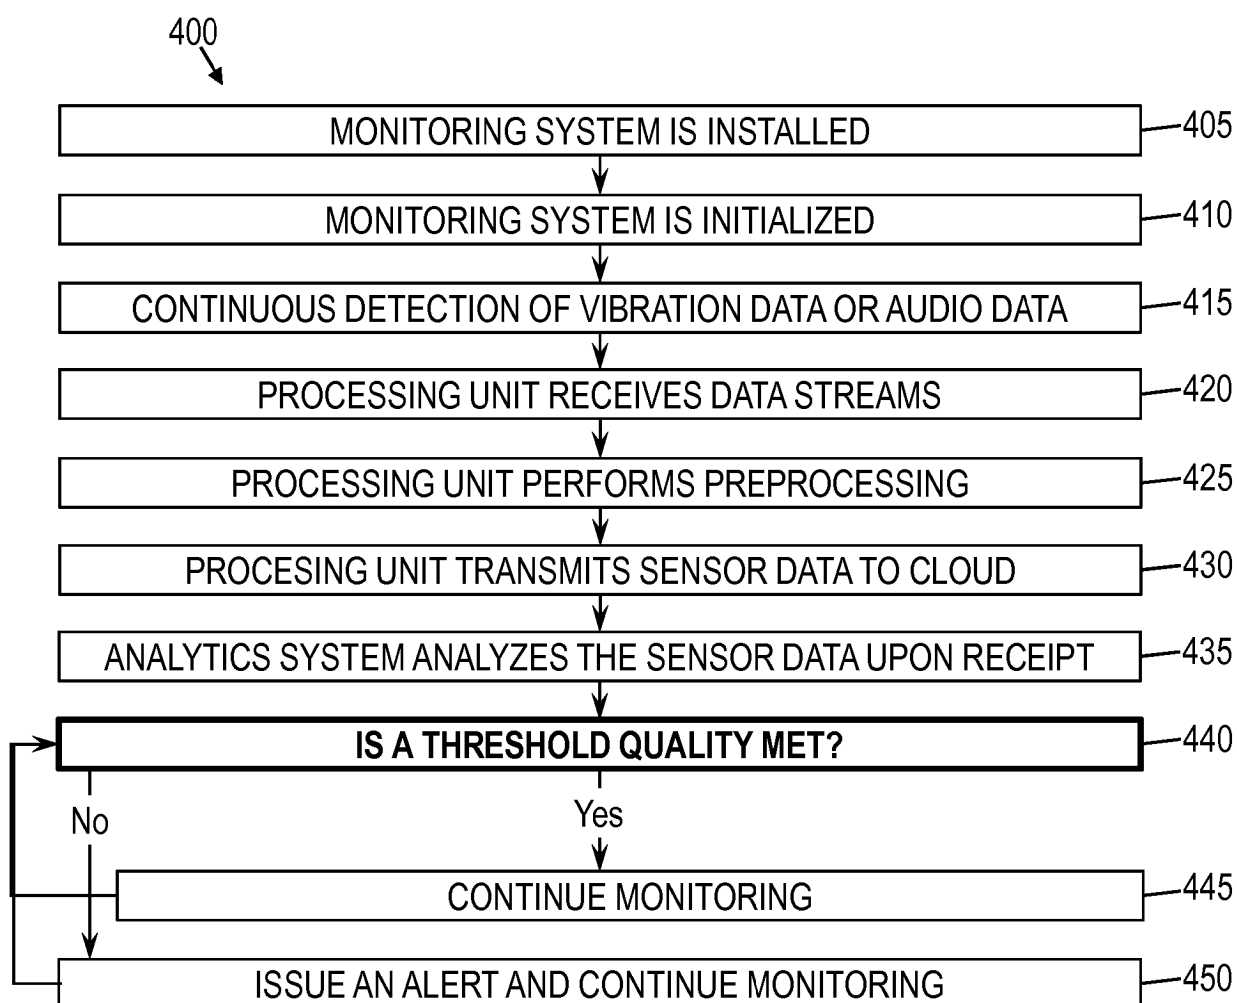 400
MONITORING SYSTEM IS INSTALLED 405
MONITORING SYSTEM IS INITIALIZED 410
CONTINUOUS DETECTION OF VIBRATION DATA OR AUDIO DATA 415
PROCESSING UNIT RECEIVES DATA STREAMS 420
PROCESSING UNIT PERFORMS PREPROCESSING 425
PROCESING UNIT TRANSMITS SENSOR DATA TO CLOUD 430
ANALYTICS SYSTEM ANALYZES THE SENSOR DATA UPON RECEIPT 435
IS A THRESHOLD QUALITY MET? 440
No Yes
CONTINUE MONITORING 445
ISSUE AN ALERT AND CONTINUE MONITORING 450